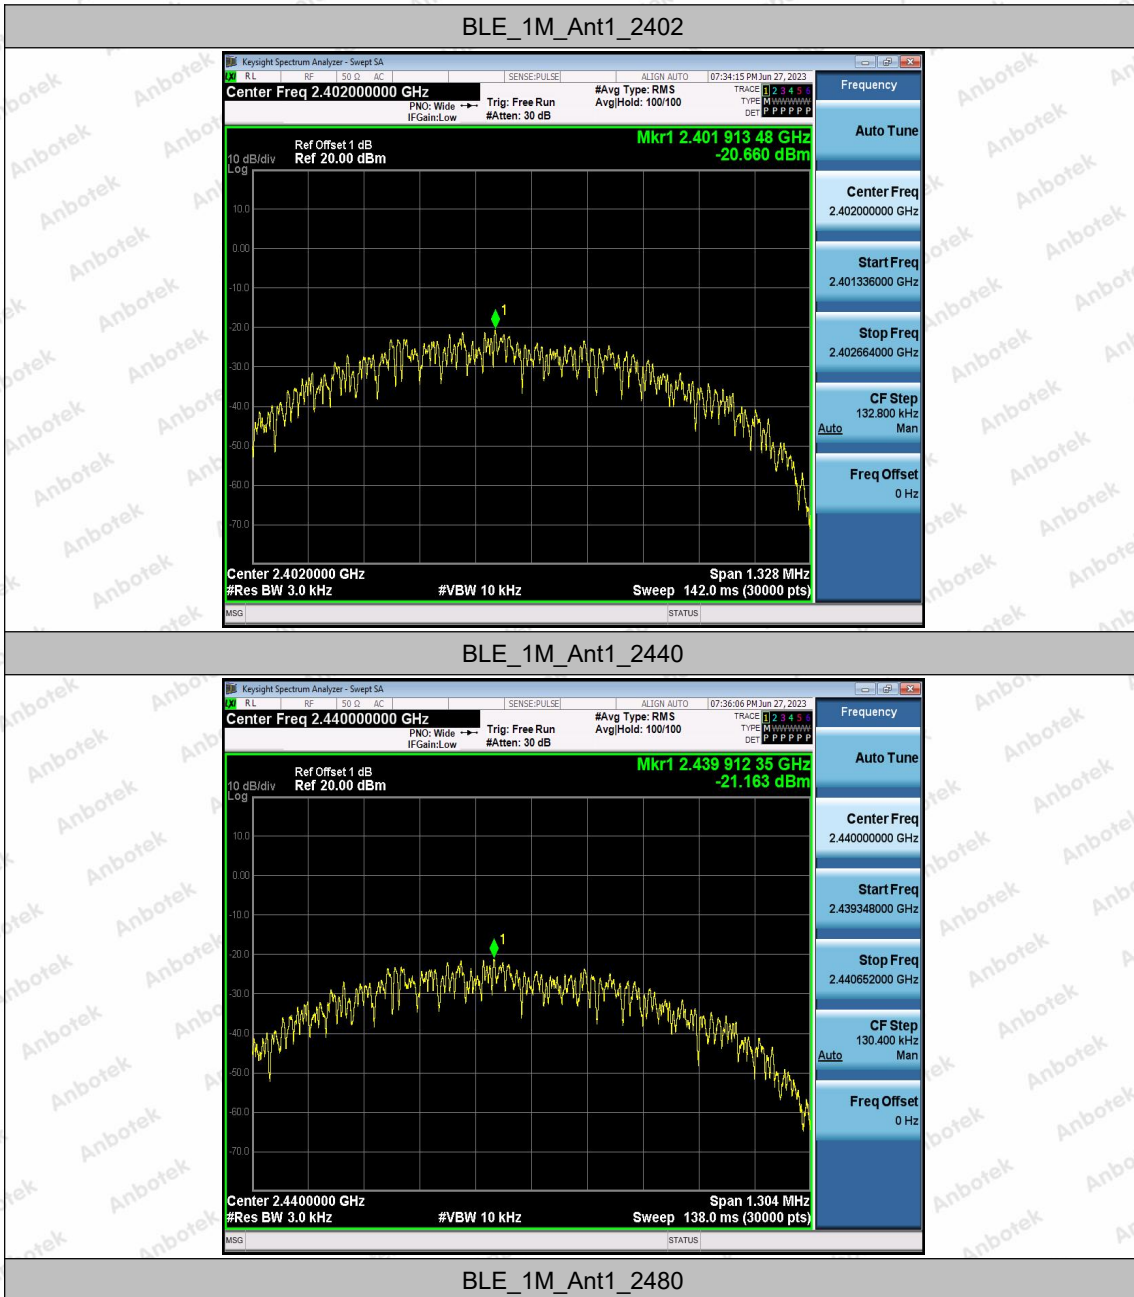 BLE_1M_Ant1_2402
Keysight Spectrum Analyzer - Swept SA
LXI RL RF 50 Ω AC SENSE:PULSE ALIGN AUTO 07:34:15 PM Jun 27, 2023
Center Freq 2.402000000 GHz
PNO: Wide
IFGain:Low
Trig: Free Run
#Atten: 30 dB
#Avg Type: RMS
Avg|Hold: 100/100
TRACE 1 2 3 4 5 6
TYPE M WWWWW
DET P P P P P P
Ref Offset 1 dB
10 dB/div Ref 20.00 dBm
Log
Mkr1 2.401 913 48 GHz
-20.660 dBm
10.0
0.00
-10.0
-20.0
-30.0
-40.0
-50.0
-60.0
-70.0
1
Center 2.4020000 GHz Span 1.328 MHz
#Res BW 3.0 kHz #VBW 10 kHz Sweep 142.0 ms (30000 pts)
MSG STATUS
Frequency
Auto Tune
Center Freq
2.402000000 GHz
Start Freq
2.401336000 GHz
Stop Freq
2.402664000 GHz
CF Step
132.800 kHz
Auto Man
Freq Offset
0 Hz
BLE_1M_Ant1_2440
Keysight Spectrum Analyzer - Swept SA
LXI RL RF 50 Ω AC SENSE:PULSE ALIGN AUTO 07:36:06 PM Jun 27, 2023
Center Freq 2.440000000 GHz
PNO: Wide
IFGain:Low
Trig: Free Run
#Atten: 30 dB
#Avg Type: RMS
Avg|Hold: 100/100
TRACE 1 2 3 4 5 6
TYPE M WWWWW
DET P P P P P P
Ref Offset 1 dB
10 dB/div Ref 20.00 dBm
Log
Mkr1 2.439 912 35 GHz
-21.163 dBm
10.0
0.00
-10.0
-20.0
-30.0
-40.0
-50.0
-60.0
-70.0
1
Center 2.4400000 GHz Span 1.304 MHz
#Res BW 3.0 kHz #VBW 10 kHz Sweep 138.0 ms (30000 pts)
MSG STATUS
Frequency
Auto Tune
Center Freq
2.440000000 GHz
Start Freq
2.439348000 GHz
Stop Freq
2.440652000 GHz
CF Step
130.400 kHz
Auto Man
Freq Offset
0 Hz
BLE_1M_Ant1_2480
Anbotek